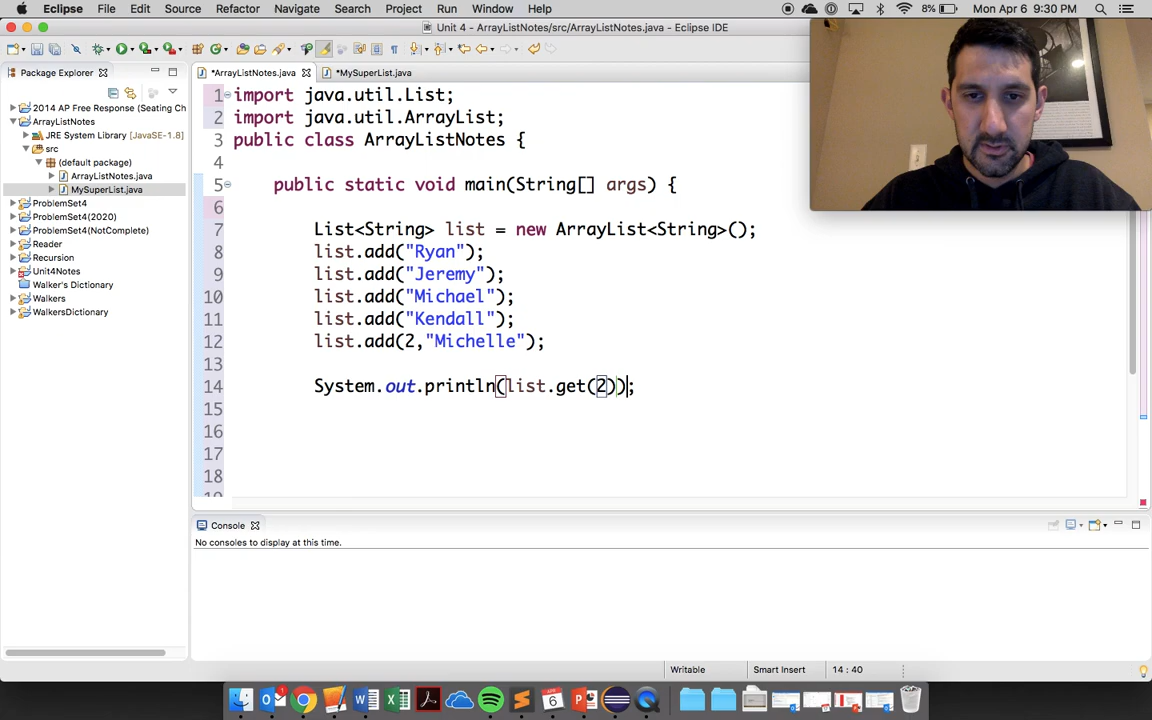 Eclipse File Edit Source Refactor Navigate Search Project Run Window Help 8% Mon Apr 6 9:30 PM
Unit 4 - ArrayListNotes/src/ArrayListNotes.java - Eclipse IDE
Package Explorer
*ArrayListNotes.java *MySuperList.java
2014 AP Free Response (Seating Ch
ArrayListNotes
JRE System Library [JavaSE-1.8]
src
(default package)
ArrayListNotes.java
MySuperList.java
ProblemSet4
ProblemSet4(2020)
ProblemSet4(NotComplete)
Reader
Recursion
Unit4Notes
Walker's Dictionary
Walkers
WalkersDictionary
1 import java.util.List;
2 import java.util.ArrayList;
3 public class ArrayListNotes {
4
5 public static void main(String[] args) {
6
7 List<String> list = new ArrayList<String>();
8 list.add("Ryan");
9 list.add("Jeremy");
10 list.add("Michael");
11 list.add("Kendall");
12 list.add(2,"Michelle");
13
14 System.out.println(list.get(2));
15
16
17
18
Console
No consoles to display at this time.
Writable Smart Insert 14 : 40